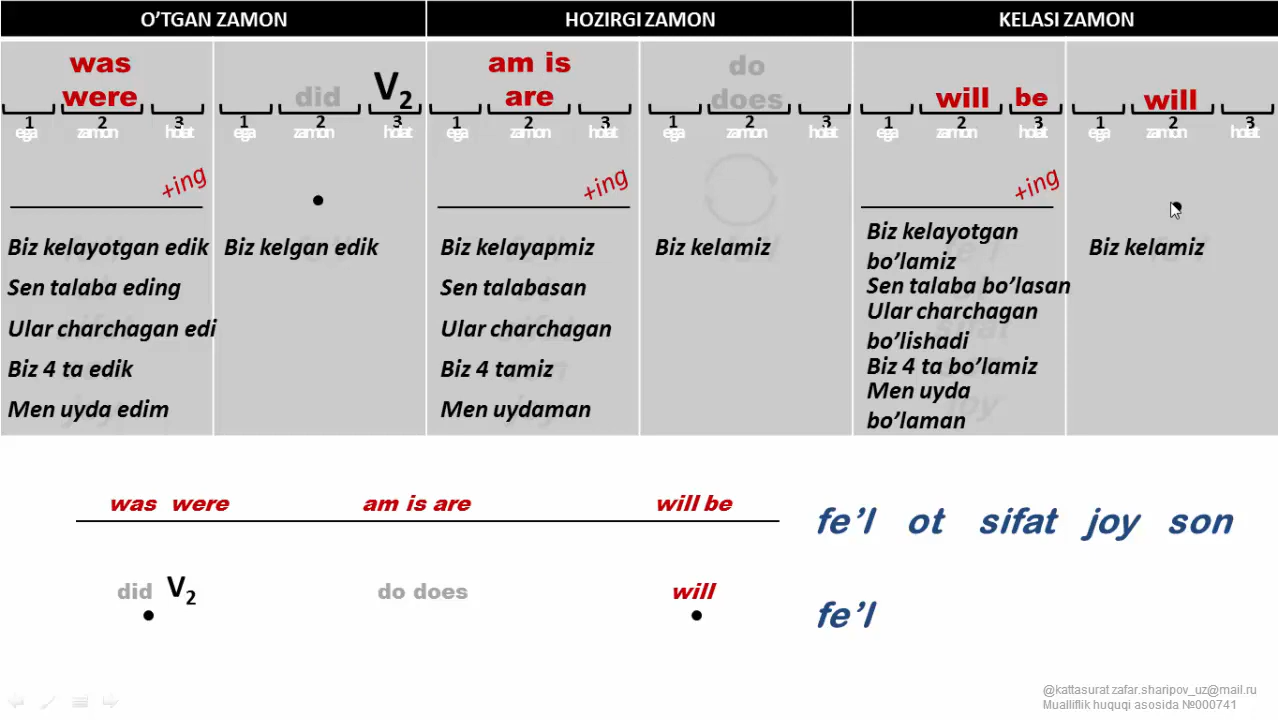 O'TGAN ZAMON
HOZIRGI ZAMON
KELASI ZAMON
was
were
did
V2
am is
are
do
does
will be
will
1 2 3
1 2 3
1 2 3
1 2 3
1 2 3
1 2 3
ega zamon holat
ega zamon holat
ega zamon holat
ega zamon holat
ega zamon holat
ega zamon holat
+ing
+ing
+ing
Biz kelayotgan edik
Sen talaba eding
Ular charchagan edi
Biz 4 ta edik
Men uyda edim
Biz kelgan edik
Biz kelayapmiz
Sen talabasan
Ular charchagan
Biz 4 tamiz
Men uydaman
Biz kelamiz
Biz kelayotgan
bo'lamiz
Sen talaba bo'lasan
Ular charchagan
bo'lishadi
Biz 4 ta bo'lamiz
Men uyda
bo'laman
Biz kelamiz
was were
am is are
will be
fe'l ot sifat joy son
did V2
do does
will
fe'l
@kattasurat zafar.sharipov_uz@mail.ru
Mualliflik huquqi asosida №000741